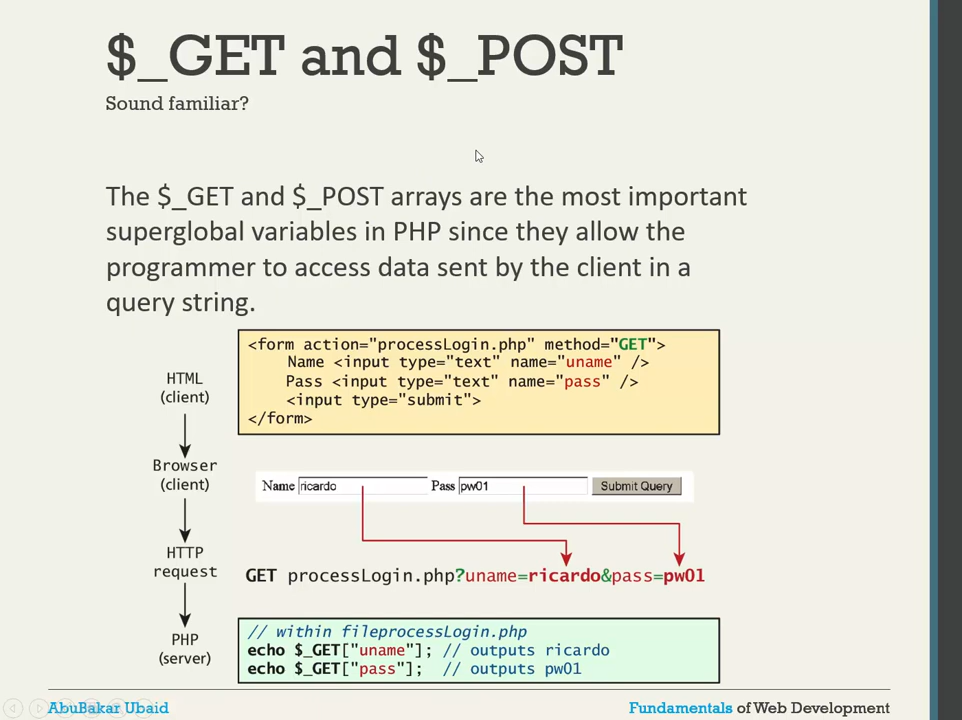 $_GET and $_POST
Sound familiar?
The $_GET and $_POST arrays are the most important
superglobal variables in PHP since they allow the
programmer to access data sent by the client in a
query string.
HTML
(client)
<form action="processLogin.php" method="GET">
Name <input type="text" name="uname" />
Pass <input type="text" name="pass" />
<input type="submit">
</form>
Browser
(client)
Name ricardo Pass pw01 Submit Query
HTTP
request
GET processLogin.php?uname=ricardo&pass=pw01
PHP
(server)
// within fileprocessLogin.php
echo $_GET["uname"]; // outputs ricardo
echo $_GET["pass"]; // outputs pw01
AbuBakar Ubaid
Fundamentals of Web Development